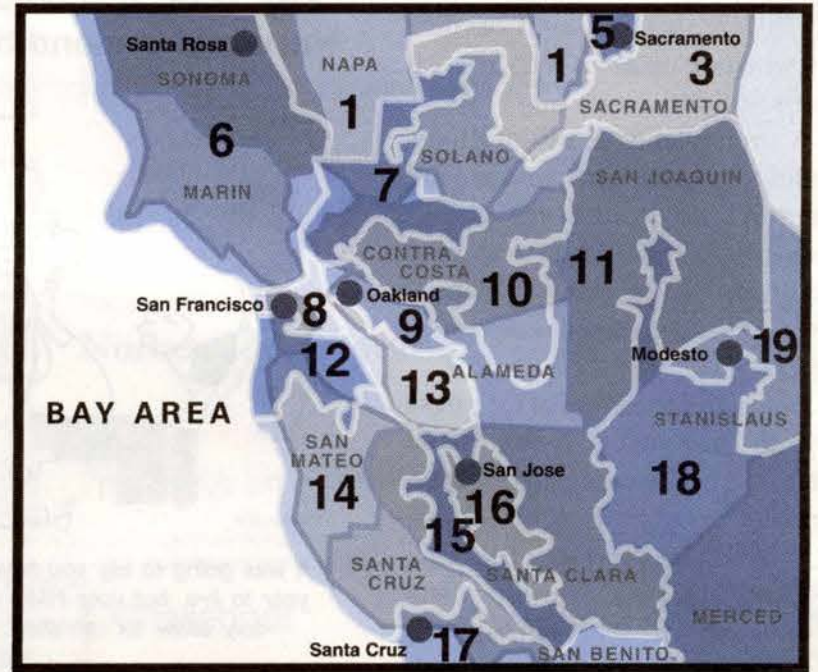 5
Sacramento
Santa Rosa
NAPA
1
3
SONOMA
1
SACRAMENTO
6
SOLANO
7
SAN JOAQUIN
MARIN
CONTRA
COSTA
10
11
San Francisco
8
Oakland
9
12
Modesto
19
13
ALAMEDA
BAY AREA
STANISLAUS
SAN
MATEO
14
San Jose
16
18
15
SANTA
CRUZ
SANTA CLARA
MERCED
Santa Cruz
17
SAN BENITO